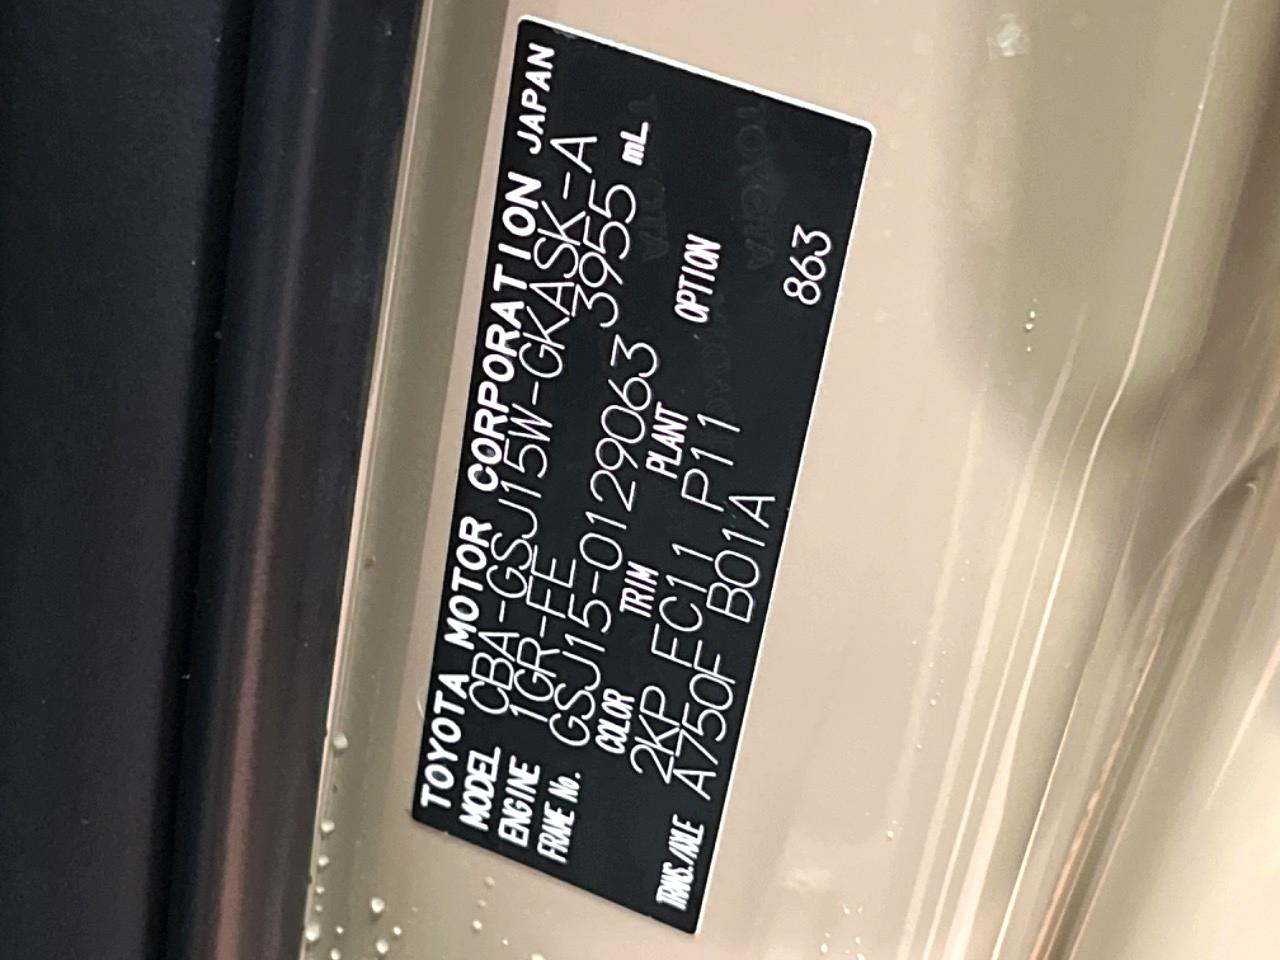 TOYOTA MOTOR CORPORATION JAPAN
MODEL CBA-GSJ15W-GKASK-A
ENGINE 1GR-FE 3955 mL
FRAME No. GSJ15-0129063
COLOR TRIM PLANT OPTION
2KP FC11 P11
TRNS./AXLE A750F B01A 863